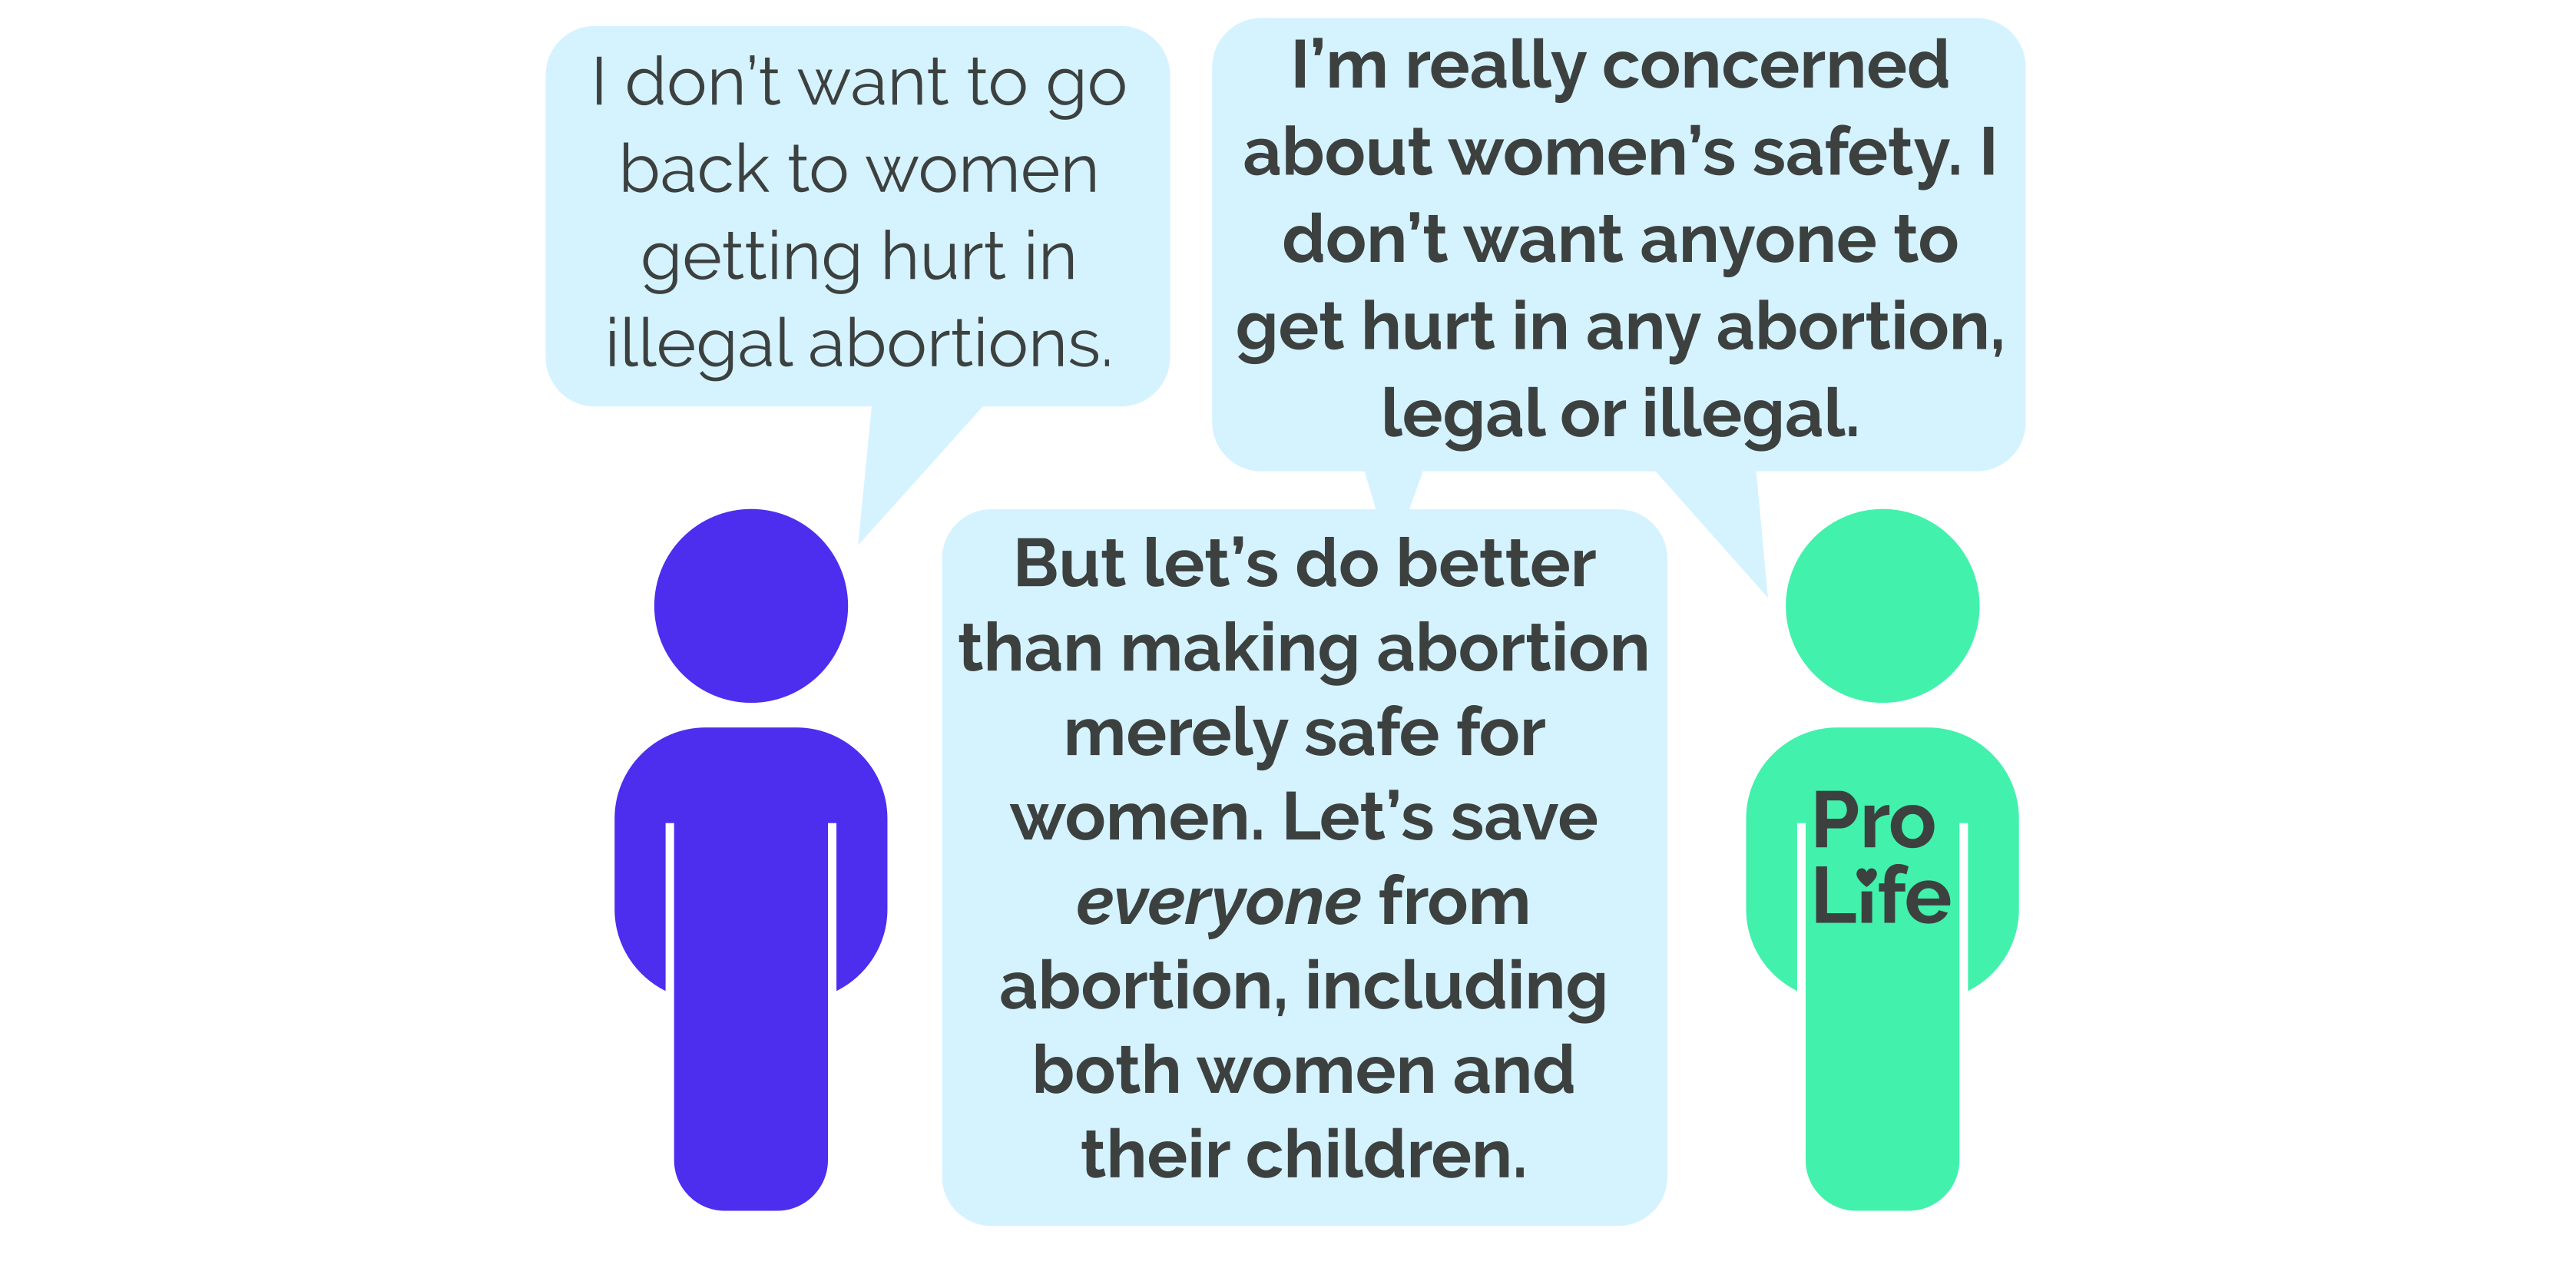 I don’t want to go
back to women
getting hurt in
illegal abortions.
I’m really concerned
about women’s safety. I
don’t want anyone to
get hurt in any abortion,
legal or illegal.
But let’s do better
than making abortion
merely safe for
women. Let’s save
everyone from
abortion, including
both women and
their children.
Pro
Life